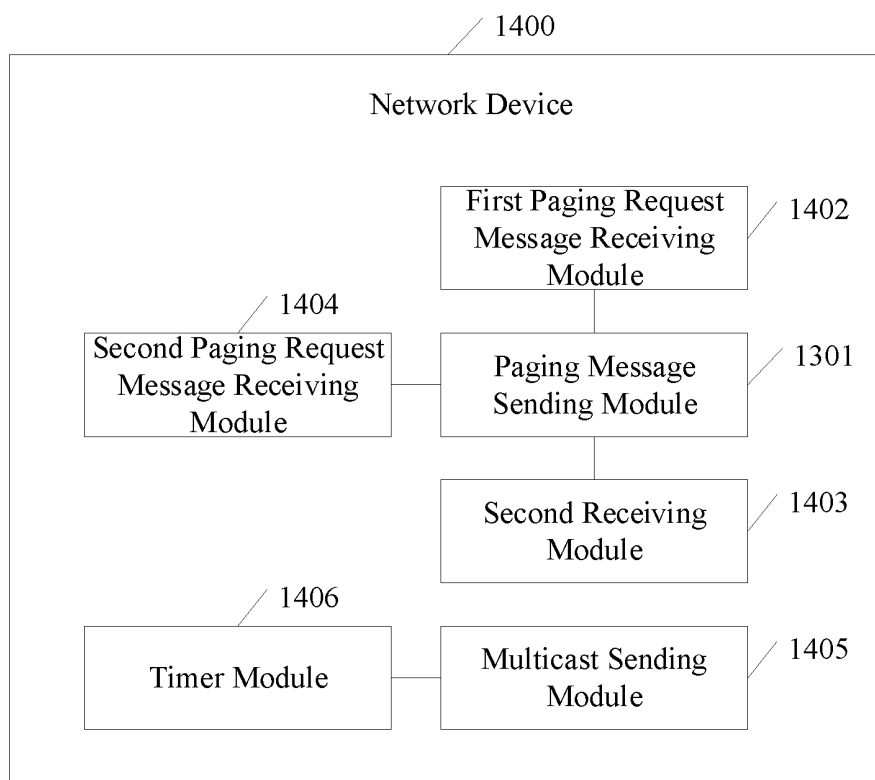 1400
Network Device
First Paging Request
Message Receiving
Module
1402
1404
Second Paging Request
Message Receiving
Module
Paging Message
Sending Module
1301
Second Receiving
Module
1403
1406
Timer Module
Multicast Sending
Module
1405